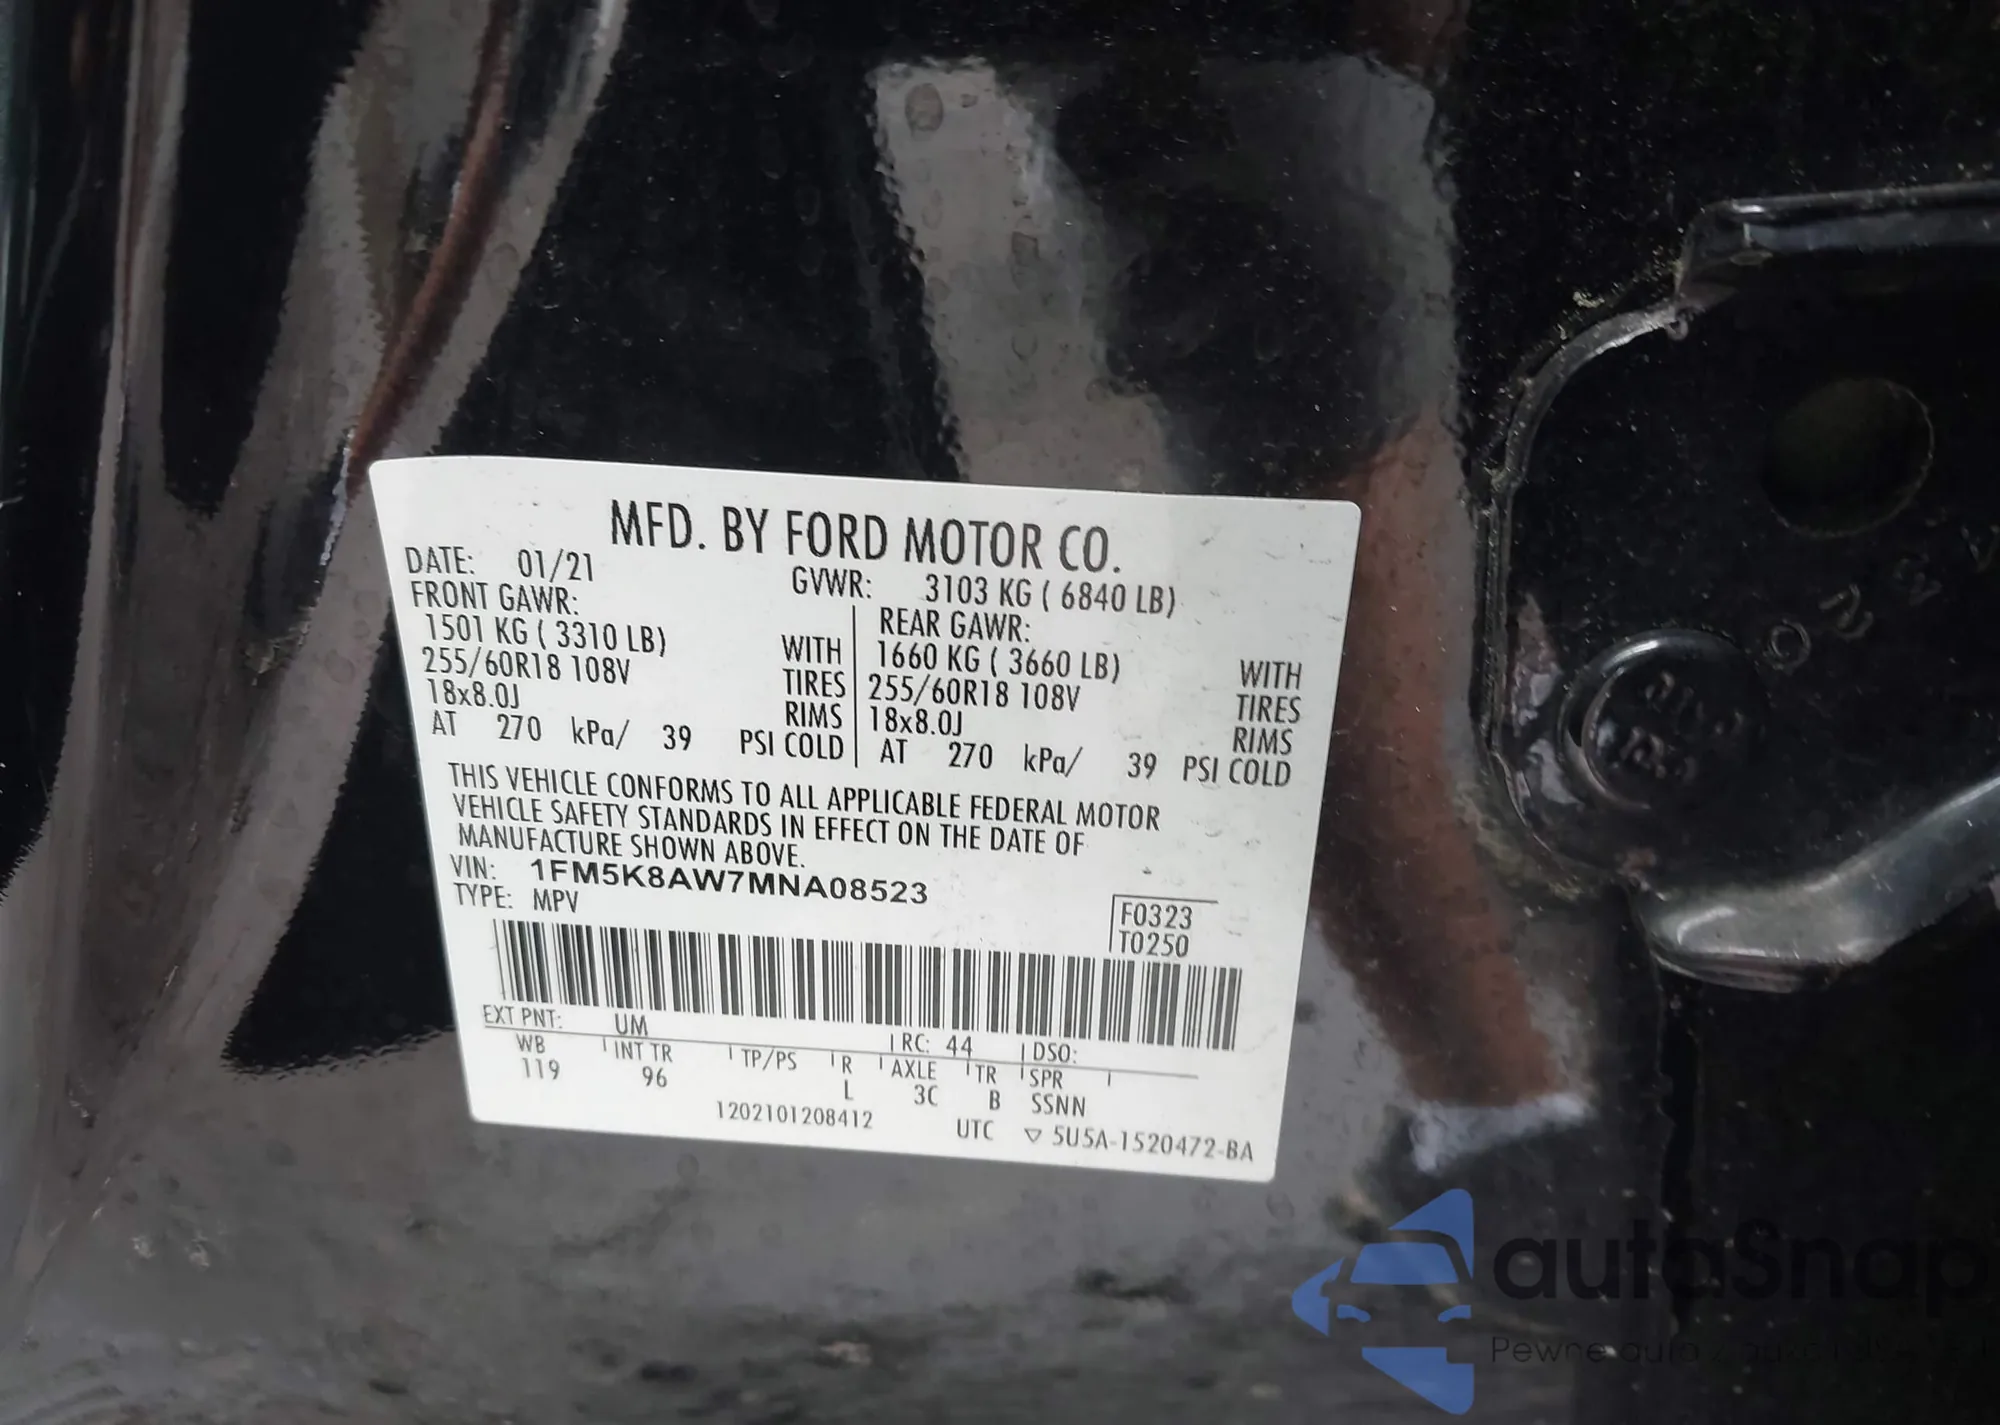 MFD. BY FORD MOTOR CO.
DATE: 01/21 GVWR: 3103 KG ( 6840 LB)
FRONT GAWR: REAR GAWR:
1501 KG ( 3310 LB) WITH 1660 KG ( 3660 LB) WITH
255/60R18 108V TIRES 255/60R18 108V TIRES
18x8.0J RIMS 18x8.0J RIMS
AT 270 kPa/ 39 PSI COLD AT 270 kPa/ 39 PSI COLD
THIS VEHICLE CONFORMS TO ALL APPLICABLE FEDERAL MOTOR
VEHICLE SAFETY STANDARDS IN EFFECT ON THE DATE OF
MANUFACTURE SHOWN ABOVE.
VIN: 1FM5K8AW7MNA08523
TYPE: MPV
F0323
T0250
EXT PNT: UM RC: 44 DSO:
WB INT TR TP/PS R AXLE TR SPR
119 96 L 3C B SSNN
1202101208412 UTC ▽ 5U5A-1520472-BA
autoSnap
Pewne auto z aukcji